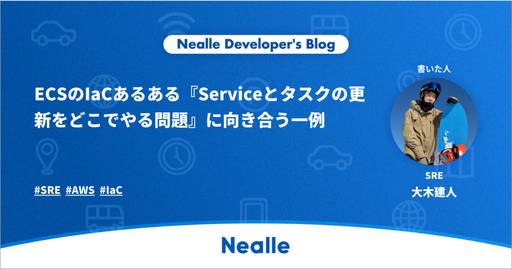 Nealle Developer's Blog
書いた人
ECSのIaCあるある『Serviceとタスクの更
新をどこでやる問題』に向き合う一例
SRE
大木建人
#SRE #AWS #IaC
Nealle